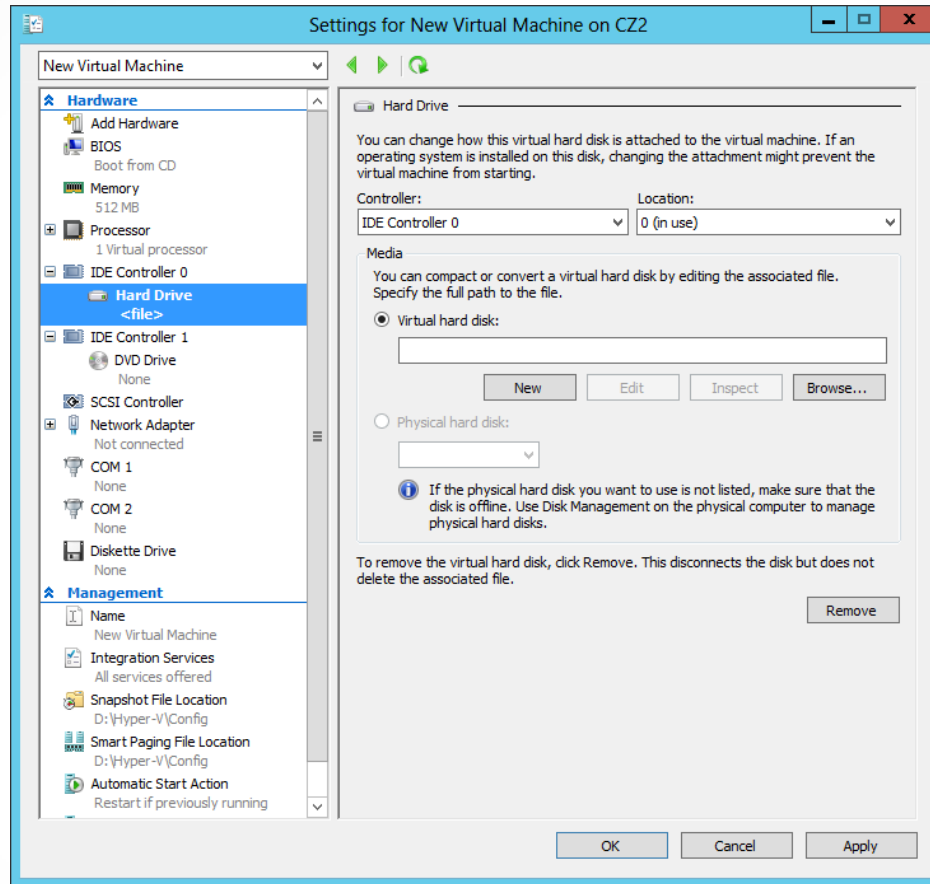 Settings for New Virtual Machine on CZ2
New Virtual Machine
Hardware
Add Hardware
BIOS
Boot from CD
Memory
512 MB
Processor
1 Virtual processor
IDE Controller 0
Hard Drive
<file>
IDE Controller 1
DVD Drive
None
SCSI Controller
Network Adapter
Not connected
COM 1
None
COM 2
None
Diskette Drive
None
Management
Name
New Virtual Machine
Integration Services
All services offered
Snapshot File Location
D:\Hyper-V\Config
Smart Paging File Location
D:\Hyper-V\Config
Automatic Start Action
Restart if previously running
Hard Drive
You can change how this virtual hard disk is attached to the virtual machine. If an
operating system is installed on this disk, changing the attachment might prevent the
virtual machine from starting.
Controller: Location:
IDE Controller 0 0 (in use)
Media
You can compact or convert a virtual hard disk by editing the associated file.
Specify the full path to the file.
Virtual hard disk:
New Edit Inspect Browse...
Physical hard disk:
If the physical hard disk you want to use is not listed, make sure that the
disk is offline. Use Disk Management on the physical computer to manage
physical hard disks.
To remove the virtual hard disk, click Remove. This disconnects the disk but does not
delete the associated file.
Remove
OK Cancel Apply